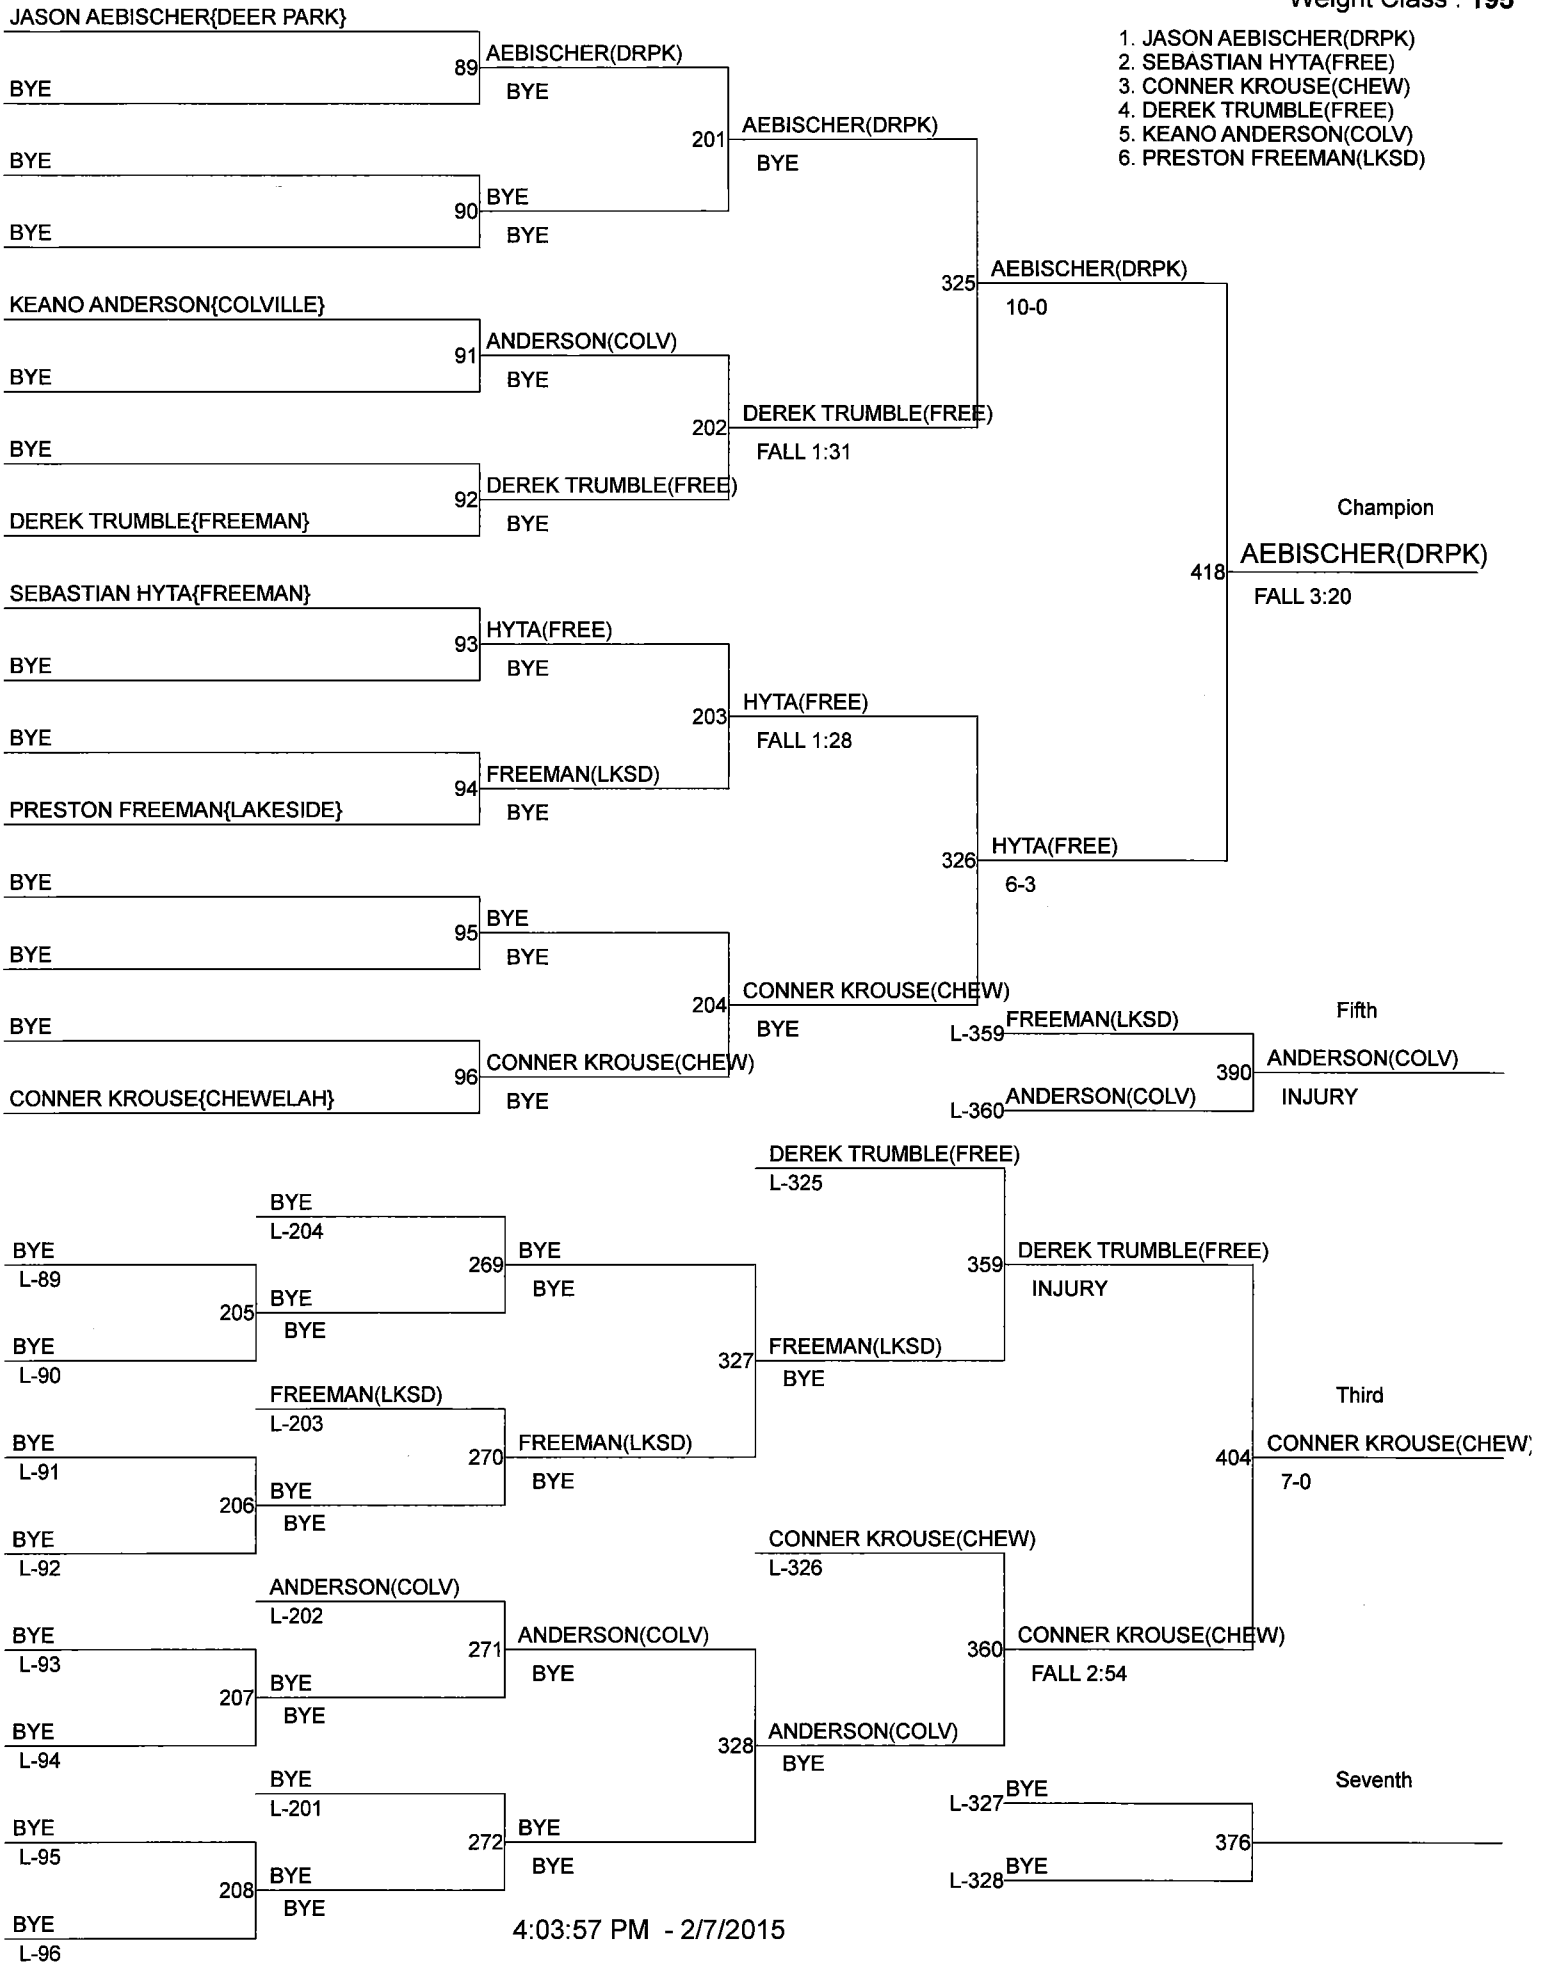 Weight Class : 195
1. JASON AEBISCHER(DRPK)
2. SEBASTIAN HYTA(FREE)
3. CONNER KROUSE(CHEW)
4. DEREK TRUMBLE(FREE)
5. KEANO ANDERSON(COLV)
6. PRESTON FREEMAN(LKSD)
JASON AEBISCHER{DEER PARK}
BYE
89
AEBISCHER(DRPK)
BYE
BYE
BYE
90
BYE
BYE
201
AEBISCHER(DRPK)
BYE
KEANO ANDERSON{COLVILLE}
BYE
91
ANDERSON(COLV)
BYE
BYE
DEREK TRUMBLE{FREEMAN}
92
DEREK TRUMBLE(FREE)
BYE
202
DEREK TRUMBLE(FREE)
FALL 1:31
325
AEBISCHER(DRPK)
10-0
SEBASTIAN HYTA{FREEMAN}
BYE
93
HYTA(FREE)
BYE
BYE
PRESTON FREEMAN{LAKESIDE}
94
FREEMAN(LKSD)
BYE
203
HYTA(FREE)
FALL 1:28
BYE
BYE
95
BYE
BYE
BYE
CONNER KROUSE{CHEWELAH}
96
CONNER KROUSE(CHEW)
BYE
204
CONNER KROUSE(CHEW)
BYE
326
HYTA(FREE)
6-3
Champion
418
AEBISCHER(DRPK)
FALL 3:20
Fifth
L-359
FREEMAN(LKSD)
L-360
ANDERSON(COLV)
390
ANDERSON(COLV)
INJURY
BYE
L-89
BYE
L-90
205
BYE
L-204
BYE
BYE
269
BYE
BYE
BYE
L-91
BYE
L-92
206
FREEMAN(LKSD)
L-203
BYE
BYE
270
FREEMAN(LKSD)
BYE
DEREK TRUMBLE(FREE)
L-325
327
FREEMAN(LKSD)
BYE
359
DEREK TRUMBLE(FREE)
INJURY
BYE
L-93
BYE
L-94
207
ANDERSON(COLV)
L-202
BYE
BYE
271
ANDERSON(COLV)
BYE
BYE
L-95
BYE
L-96
208
BYE
L-201
BYE
BYE
272
BYE
BYE
CONNER KROUSE(CHEW)
L-326
328
ANDERSON(COLV)
BYE
360
CONNER KROUSE(CHEW)
FALL 2:54
Third
404
CONNER KROUSE(CHEW)
7-0
Seventh
L-327
BYE
L-328
BYE
376
4:03:57 PM - 2/7/2015